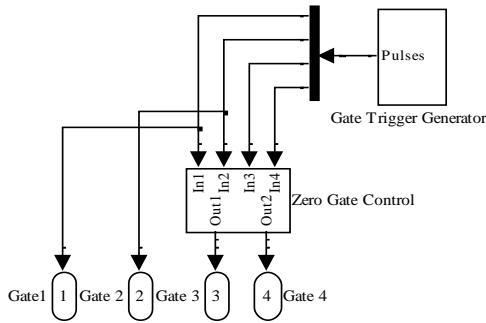 Pulses
Gate Trigger Generator
In1
In2
In3
In4
Out1
Out2
Zero Gate Control
Gate1 1 Gate 2 2 Gate 3 3 4 Gate 4